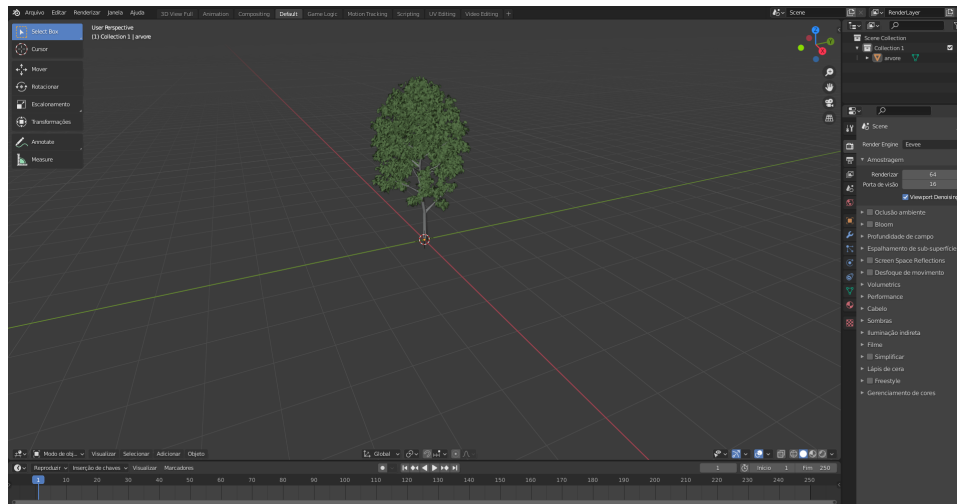 Arquivo Editar Renderizar Janela Ajuda 3D View Full Animation Compositing Default Game Logic Motion Tracking Scripting UV Editing Video Editing + Scene RenderLayer
Select Box
Cursor
Mover
Rotacionar
Escalonamento
Transformações
Annotate
Measure
User Perspective
(1) Collection 1 | arvore
Scene Collection
Collection 1
arvore
Scene
Render Engine Eevee
Amostragem
Renderizar 64
Porta de visão 16
Viewport Denoising
Oclusão ambiente
Bloom
Profundidade de campo
Espalhamento de sub-superfície
Screen Space Reflections
Desfoque de movimento
Volumetrics
Performance
Cabelo
Sombras
Iluminação indireta
Filme
Simplificar
Lápis de cera
Freestyle
Gerenciamento de cores
Modo de obj... Visualizar Selecionar Adicionar Objeto Global
Reproduzir Inserção de chaves Visualizar Marcadores 1 Início 1 Fim 250
1 10 20 30 40 50 60 70 80 90 100 110 120 130 140 150 160 170 180 190 200 210 220 230 240 250